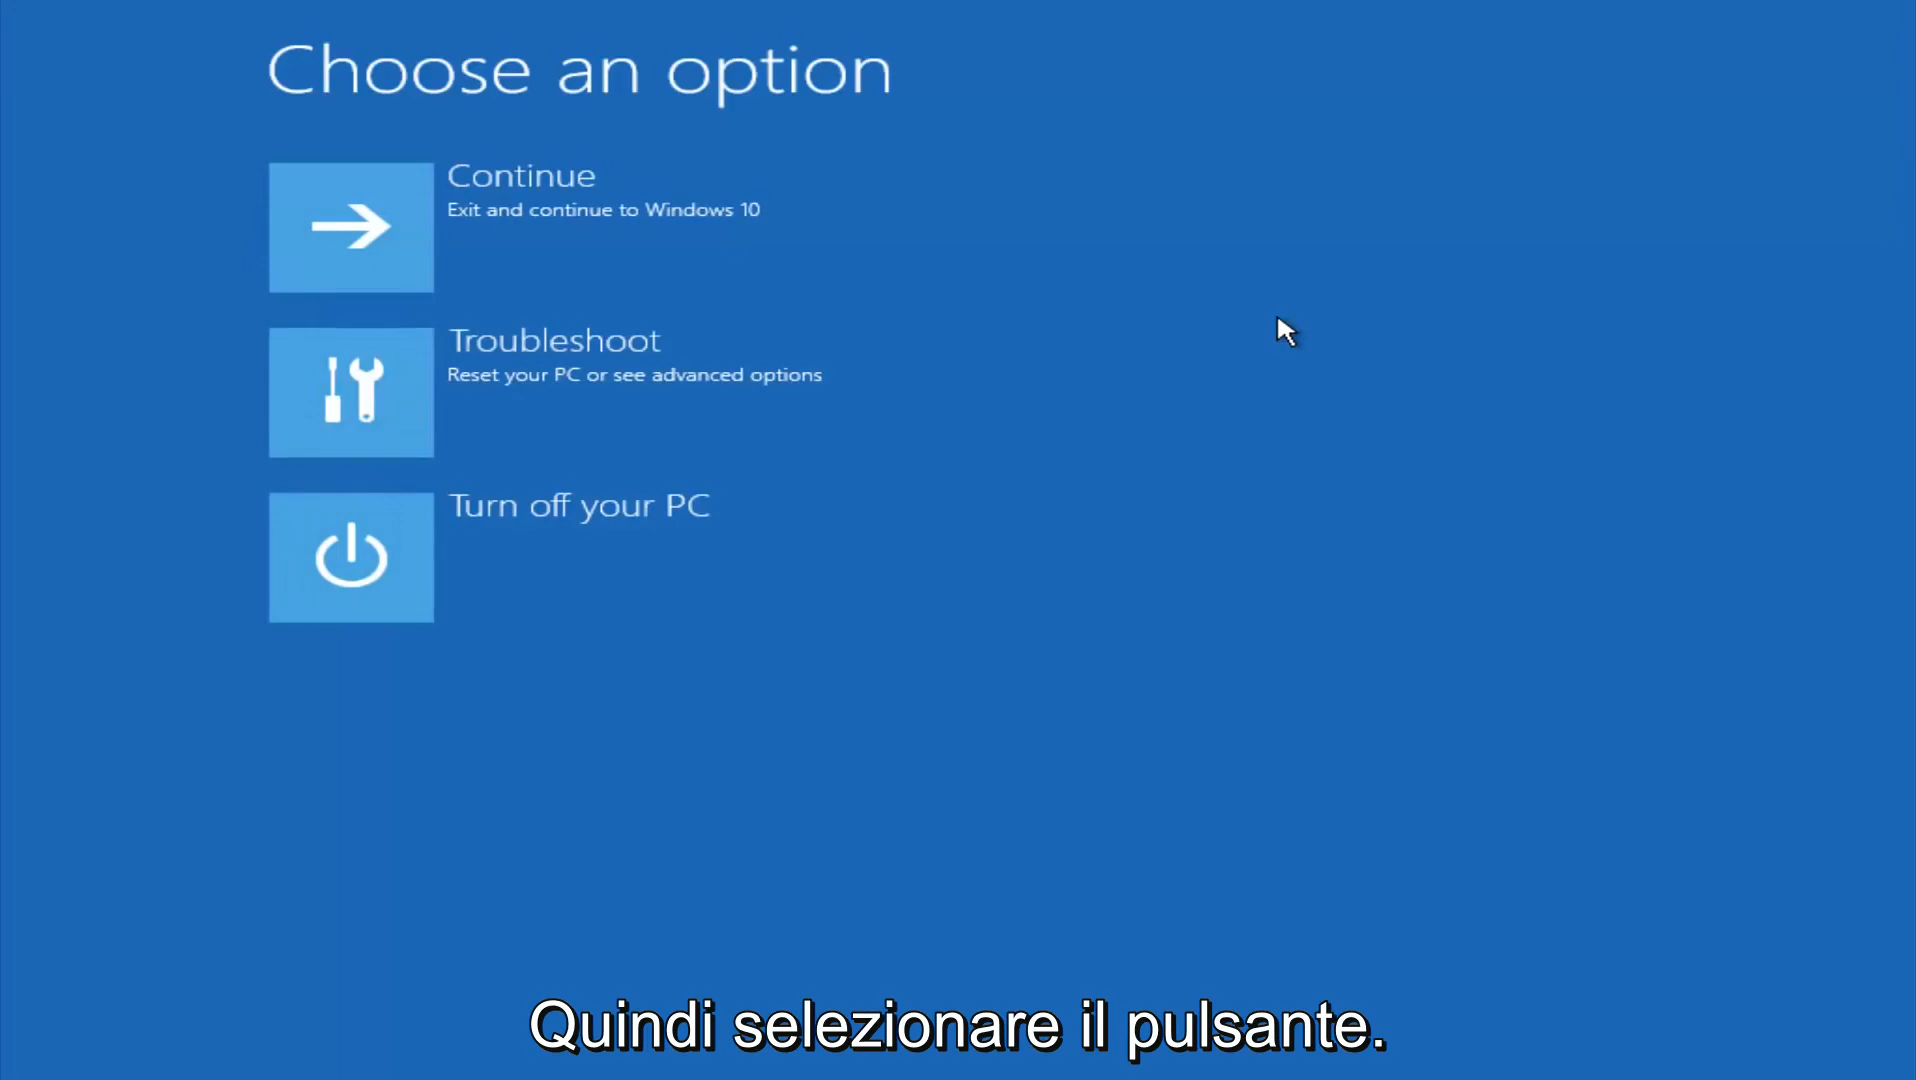 Choose an option
Continue
Exit and continue to Windows 10
Troubleshoot
Reset your PC or see advanced options
Turn off your PC
Quindi selezionare il pulsante.